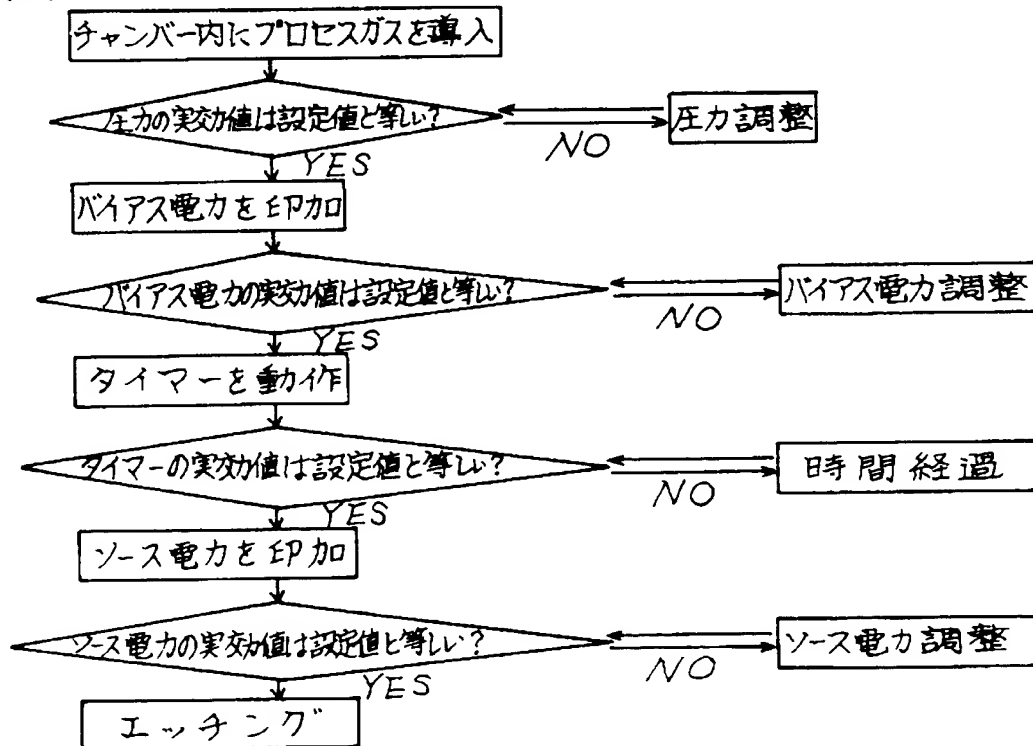 チャンバー内にプロセスガスを導入
圧力の実効値は設定値と等しい?
NO
圧力調整
YES
バイアス電力を印加
バイアス電力の実効値は設定値と等しい?
NO
バイアス電力調整
YES
タイマーを動作
タイマーの実効値は設定値と等しい?
NO
時間経過
YES
ソース電力を印加
ソース電力の実効値は設定値と等しい?
NO
ソース電力調整
YES
エッチング